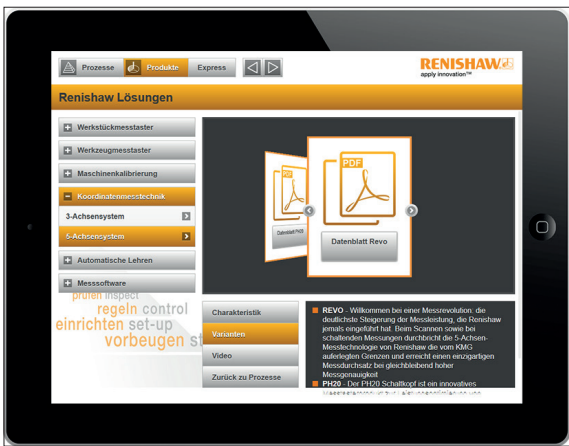 Prozesse
Produkte
Express
RENISHAW
apply innovation™
Renishaw Lösungen
Werkstückmesstaster
Werkzeugmesstaster
Maschinenkalibrierung
Koordinatenmesstechnik
3-Achsensystem
5-Achsensystem
Automatische Lehren
Messsoftware
prüfen inspect
regeln control
einrichten set-up
vorbeugen
PDF
Datenblatt PH20
PDF
Datenblatt Revo
Charakteristik
Varianten
Video
Zurück zu Prozesse
REVO - Willkommen bei einer Messrevolution: die
deutlichste Steigerung der Messleistung, die Renishaw
jemals eingeführt hat. Beim Scannen sowie bei
schaltenden Messungen durchbricht die 5-Achsen-
Messtechnologie von Renishaw die vom KMG
auferlegten Grenzen und erreicht einen einzigartigen
Messdurchsatz bei gleichbleibend hoher
Messgenauigkeit
PH20 - Der PH20 Schaltkopf ist ein innovatives